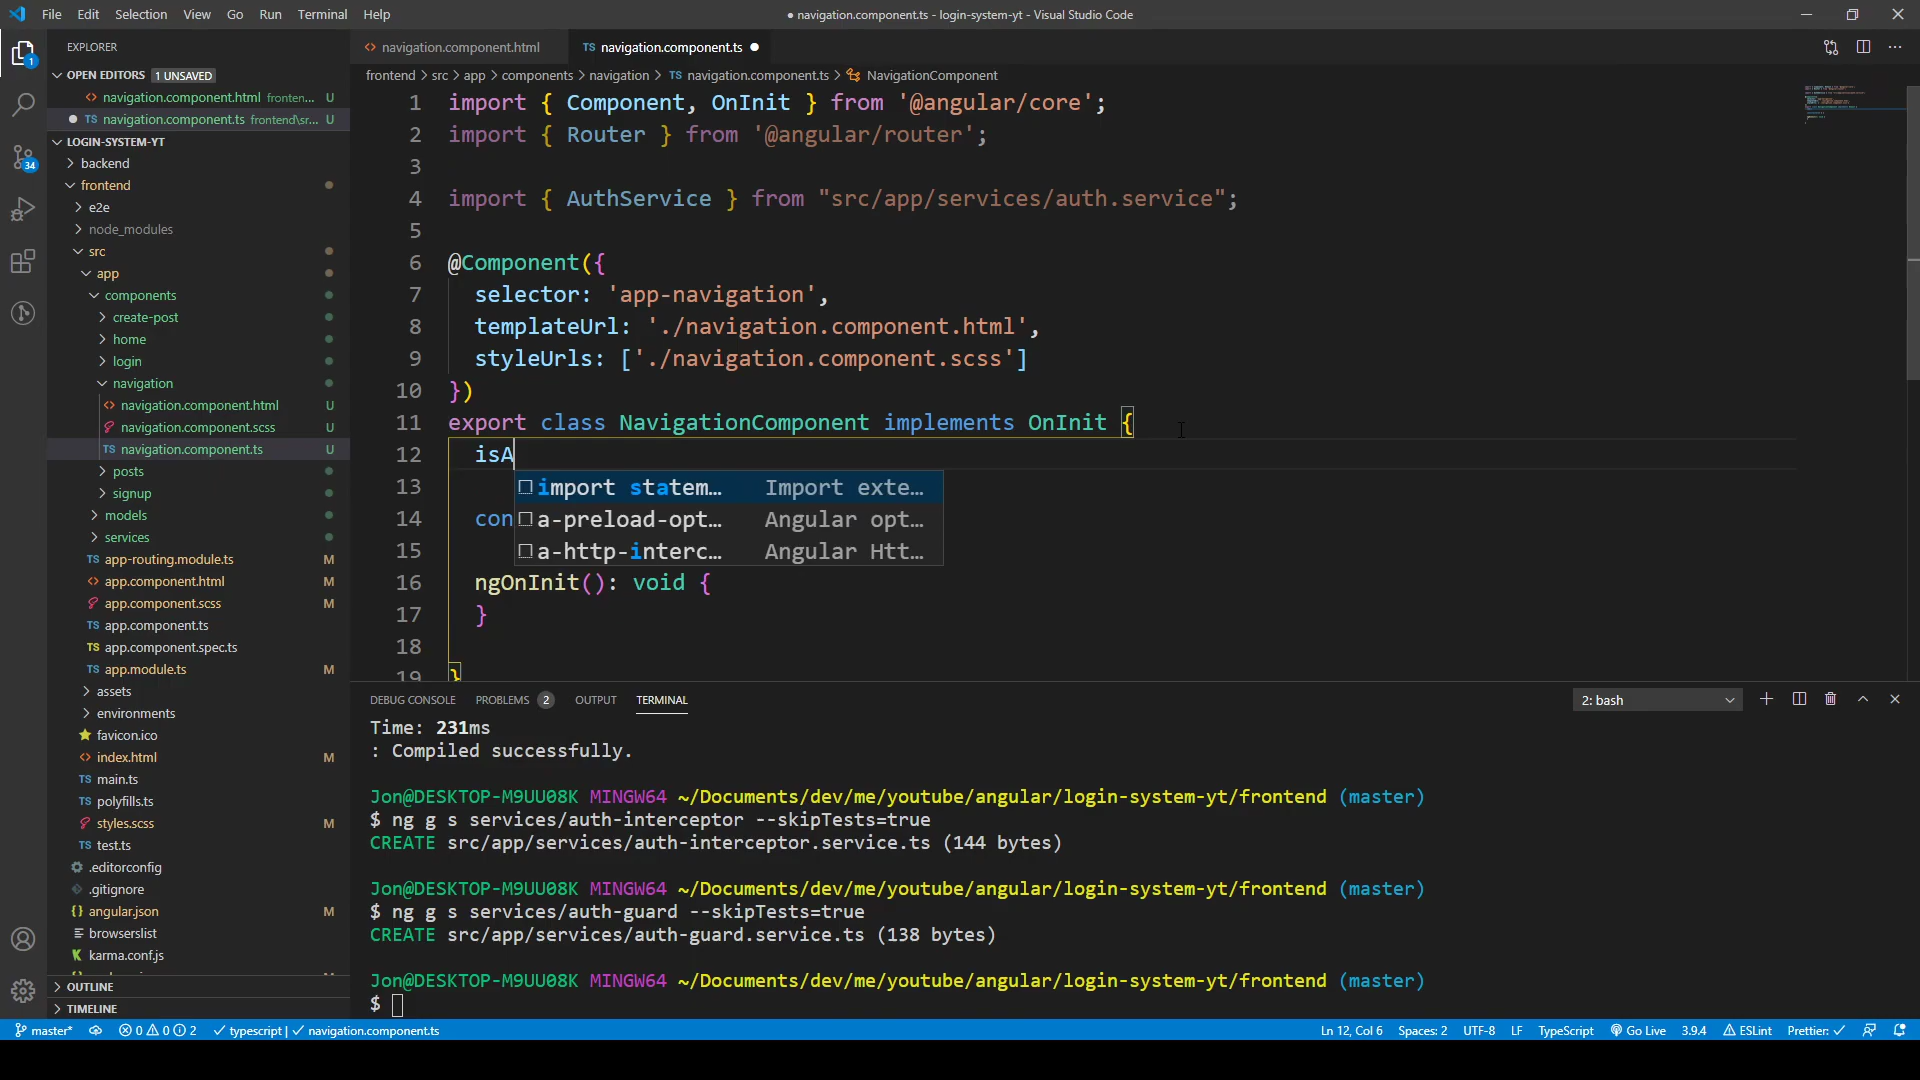 File Edit Selection View Go Run Terminal Help
● navigation.component.ts - login-system-yt - Visual Studio Code
EXPLORER
OPEN EDITORS 1 UNSAVED
navigation.component.html fronten... U
TS navigation.component.ts frontend\sr... U
LOGIN-SYSTEM-YT
backend
frontend
e2e
node_modules
src
app
components
create-post
home
login
navigation
navigation.component.html U
navigation.component.scss U
TS navigation.component.ts U
posts
signup
models
services
TS app-routing.module.ts M
app.component.html M
app.component.scss M
TS app.component.ts
TS app.component.spec.ts
TS app.module.ts M
assets
environments
favicon.ico
index.html M
TS main.ts
TS polyfills.ts
styles.scss M
TS test.ts
.editorconfig
.gitignore
angular.json M
browserslist
karma.conf.js
OUTLINE
TIMELINE
1
34
navigation.component.html
TS navigation.component.ts ●
frontend > src > app > components > navigation > TS navigation.component.ts > NavigationComponent
1 import { Component, OnInit } from '@angular/core';
2 import { Router } from '@angular/router';
3
4 import { AuthService } from "src/app/services/auth.service";
5
6 @Component({
7 selector: 'app-navigation',
8 templateUrl: './navigation.component.html',
9 styleUrls: ['./navigation.component.scss']
10 })
11 export class NavigationComponent implements OnInit {
12 isA
13
14 con
15
16 ngOnInit(): void {
17 }
18
19 }
import statem… Import exte…
a-preload-opt… Angular opt…
a-http-interc… Angular Htt…
DEBUG CONSOLE PROBLEMS 2 OUTPUT TERMINAL
2: bash
Time: 231ms
: Compiled successfully.
Jon@DESKTOP-M9UU08K MINGW64 ~/Documents/dev/me/youtube/angular/login-system-yt/frontend (master)
$ ng g s services/auth-interceptor --skipTests=true
CREATE src/app/services/auth-interceptor.service.ts (144 bytes)
Jon@DESKTOP-M9UU08K MINGW64 ~/Documents/dev/me/youtube/angular/login-system-yt/frontend (master)
$ ng g s services/auth-guard --skipTests=true
CREATE src/app/services/auth-guard.service.ts (138 bytes)
Jon@DESKTOP-M9UU08K MINGW64 ~/Documents/dev/me/youtube/angular/login-system-yt/frontend (master)
$
master* 0 0 2 typescript | navigation.component.ts
Ln 12, Col 6 Spaces: 2 UTF-8 LF TypeScript Go Live 3.9.4 ESLint Prettier: ✓